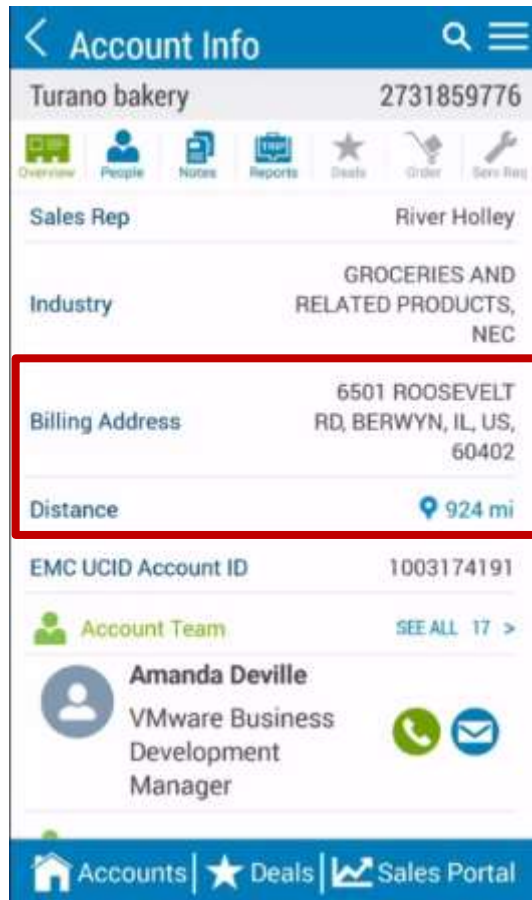 Account Info
Turano bakery 2731859776
Overview People Notes Reports Deals Order Serv Req
Sales Rep River Holley
Industry GROCERIES AND RELATED PRODUCTS, NEC
Billing Address 6501 ROOSEVELT RD, BERWYN, IL, US, 60402
Distance 924 mi
EMC UCID Account ID 1003174191
Account Team SEE ALL 17 >
Amanda Deville
VMware Business
Development
Manager
Accounts Deals Sales Portal